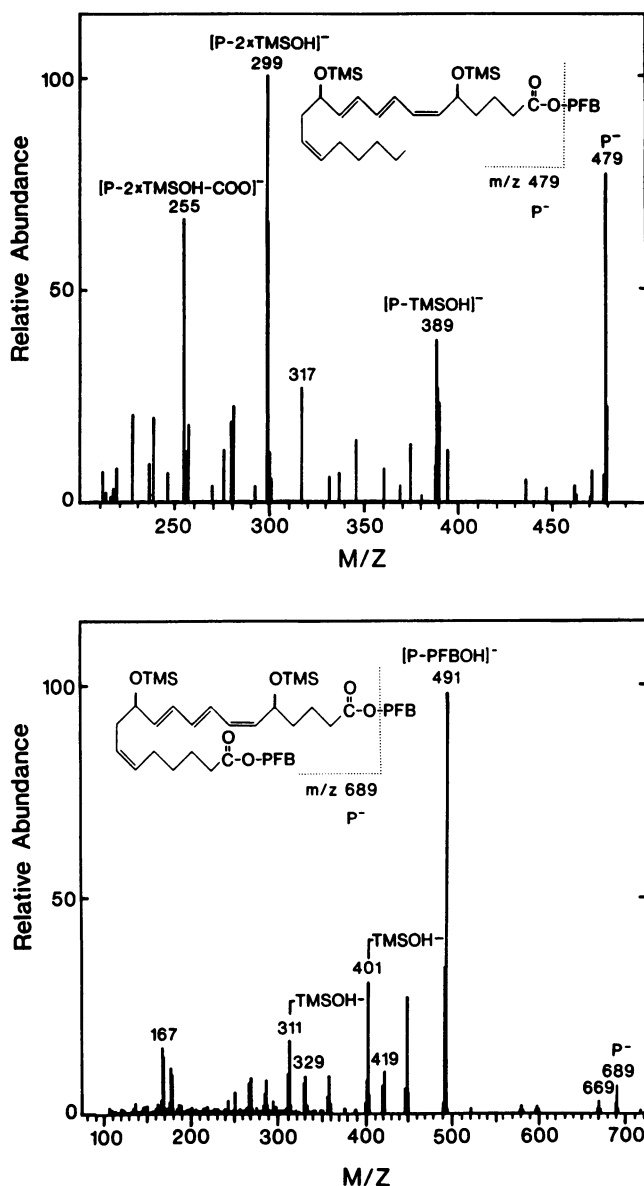 [P-2xTMSOH]⁻
299
OTMS
OTMS
O
C-O-PFB
m/z 479
P⁻
P⁻
479
[P-2xTMSOH-COO]⁻
255
[P-TMSOH]⁻
389
317
100
50
0
Relative Abundance
250
300
350
400
450
M/Z
[P-PFBOH]⁻
491
OTMS
OTMS
O
C-O-PFB
O
C-O-PFB
m/z 689
P⁻
TMSOH-
401
TMSOH-
311
167
329
419
P⁻
689
669
100
50
0
Relative Abundance
100
200
300
400
500
600
700
M/Z